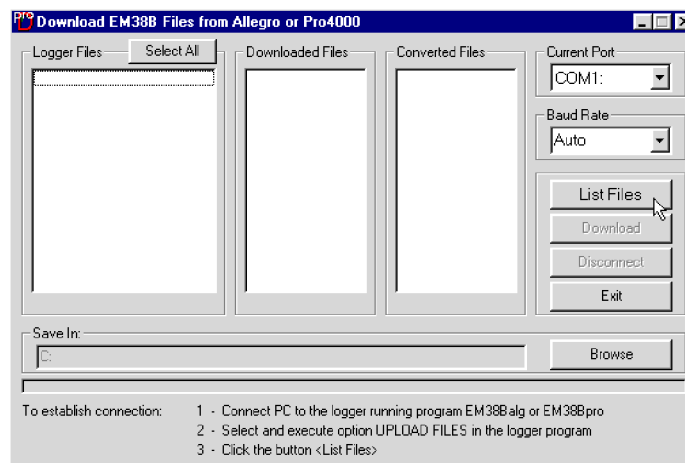 Pro Download EM38B Files from Allegro or Pro4000
Logger Files Select All Downloaded Files Converted Files Current Port
COM1:
Baud Rate
Auto
List Files
Download
Disconnect
Exit
Save In:
C: Browse
To establish connection: 1 - Connect PC to the logger running program EM38Balg or EM38Bpro
2 - Select and execute option UPLOAD FILES in the logger program
3 - Click the button <List Files>